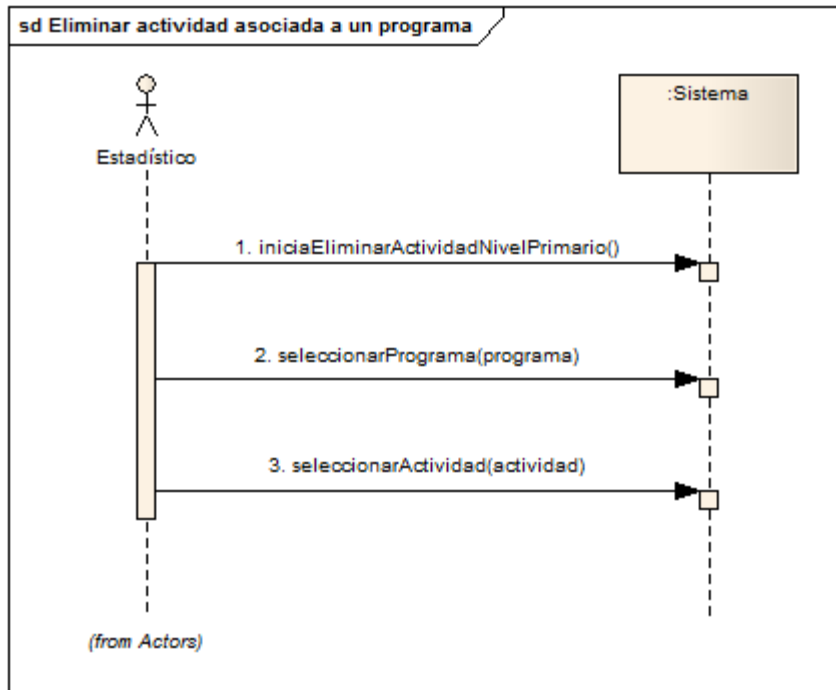 sd Eliminar actividad asociada a un programa
:Sistema
Estadístico
1. iniciaEliminarActividadNivelPrimario()
2. seleccionarPrograma(programa)
3. seleccionarActividad(actividad)
(from Actors)